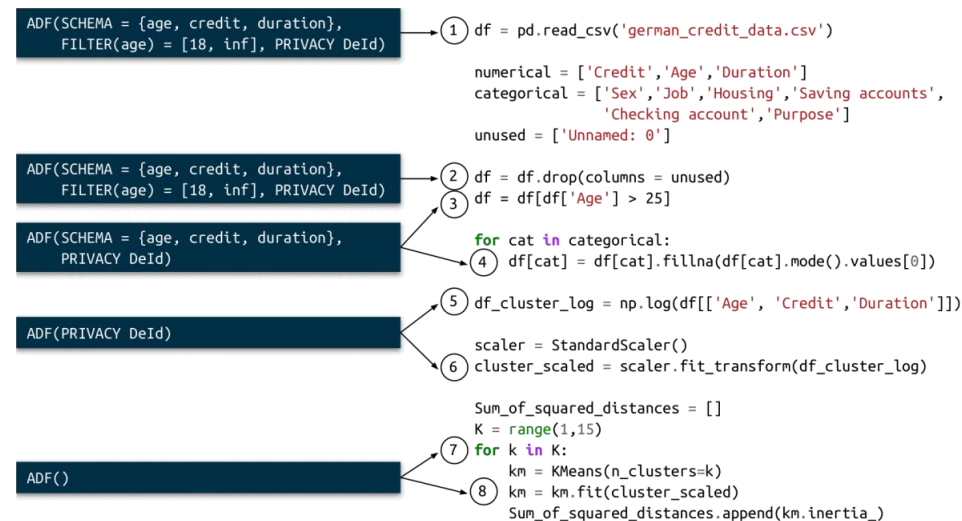 ADF(SCHEMA = {age, credit, duration},
FILTER(age) = [18, inf], PRIVACY DeId)
1 df = pd.read_csv('german_credit_data.csv')
numerical = ['Credit','Age','Duration']
categorical = ['Sex','Job','Housing','Saving accounts',
'Checking account','Purpose']
unused = ['Unnamed: 0']
ADF(SCHEMA = {age, credit, duration},
FILTER(age) = [18, inf], PRIVACY DeId)
2 df = df.drop(columns = unused)
3 df = df[df['Age'] > 25]
ADF(SCHEMA = {age, credit, duration},
PRIVACY DeId)
for cat in categorical:
4 df[cat] = df[cat].fillna(df[cat].mode().values[0])
5 df_cluster_log = np.log(df[['Age', 'Credit','Duration']])
ADF(PRIVACY DeId)
scaler = StandardScaler()
6 cluster_scaled = scaler.fit_transform(df_cluster_log)
Sum_of_squared_distances = []
K = range(1,15)
7 for k in K:
ADF()
km = KMeans(n_clusters=k)
8 km = km.fit(cluster_scaled)
Sum_of_squared_distances.append(km.inertia_)